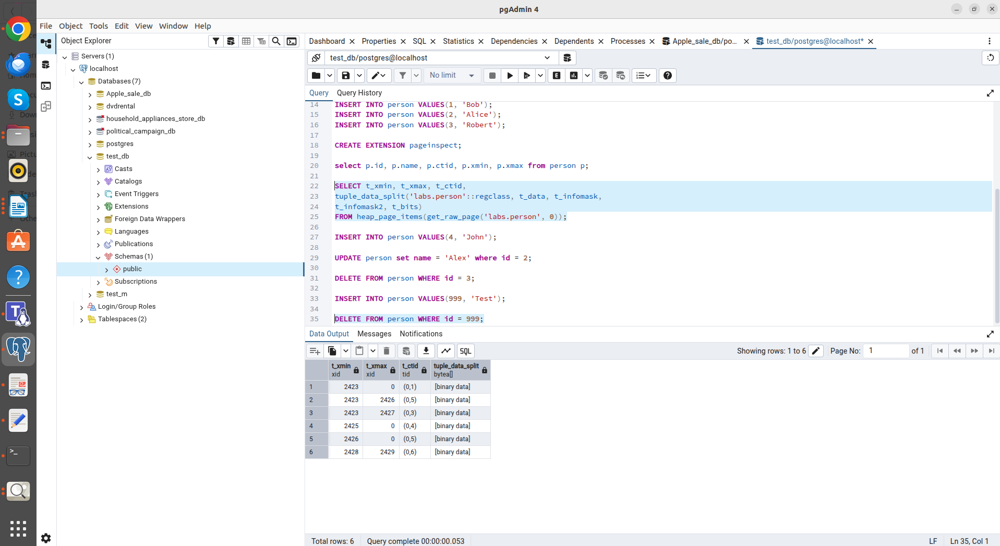 pgAdmin 4
File Object Tools Edit View Window Help
Object Explorer
Servers (1)
localhost
Databases (7)
Apple_sale_db
dvdrental
household_appliances_store_db
political_campaign_db
postgres
test_db
Casts
Catalogs
Event Triggers
Extensions
Foreign Data Wrappers
Languages
Publications
Schemas (1)
public
Subscriptions
test_m
Login/Group Roles
Tablespaces (2)
Dashboard Properties SQL Statistics Dependencies Dependents Processes Apple_sale_db/po... test_db/postgres@localhost*
test_db/postgres@localhost
No limit
E
Query Query History
14 INSERT INTO person VALUES(1, 'Bob');
15 INSERT INTO person VALUES(2, 'Alice');
16 INSERT INTO person VALUES(3, 'Robert');
17
18 CREATE EXTENSION pageinspect;
19
20 select p.id, p.name, p.ctid, p.xmin, p.xmax from person p;
21
22 SELECT t_xmin, t_xmax, t_ctid,
23 tuple_data_split('labs.person'::regclass, t_data, t_infomask,
24 t_infomask2, t_bits)
25 FROM heap_page_items(get_raw_page('labs.person', 0));
26
27 INSERT INTO person VALUES(4, 'John');
28
29 UPDATE person set name = 'Alex' where id = 2;
30
31 DELETE FROM person WHERE id = 3;
32
33 INSERT INTO person VALUES(999, 'Test');
34
35 DELETE FROM person WHERE id = 999;
Data Output Messages Notifications
SQL Showing rows: 1 to 6 Page No: 1 of 1
t_xmin xid t_xmax xid t_ctid tid tuple_data_split bytea[]
1 2423 0 (0,1) [binary data]
2 2423 2426 (0,5) [binary data]
3 2423 2427 (0,3) [binary data]
4 2425 0 (0,4) [binary data]
5 2426 0 (0,5) [binary data]
6 2428 2429 (0,6) [binary data]
Total rows: 6 Query complete 00:00:00.053 LF Ln 35, Col 1